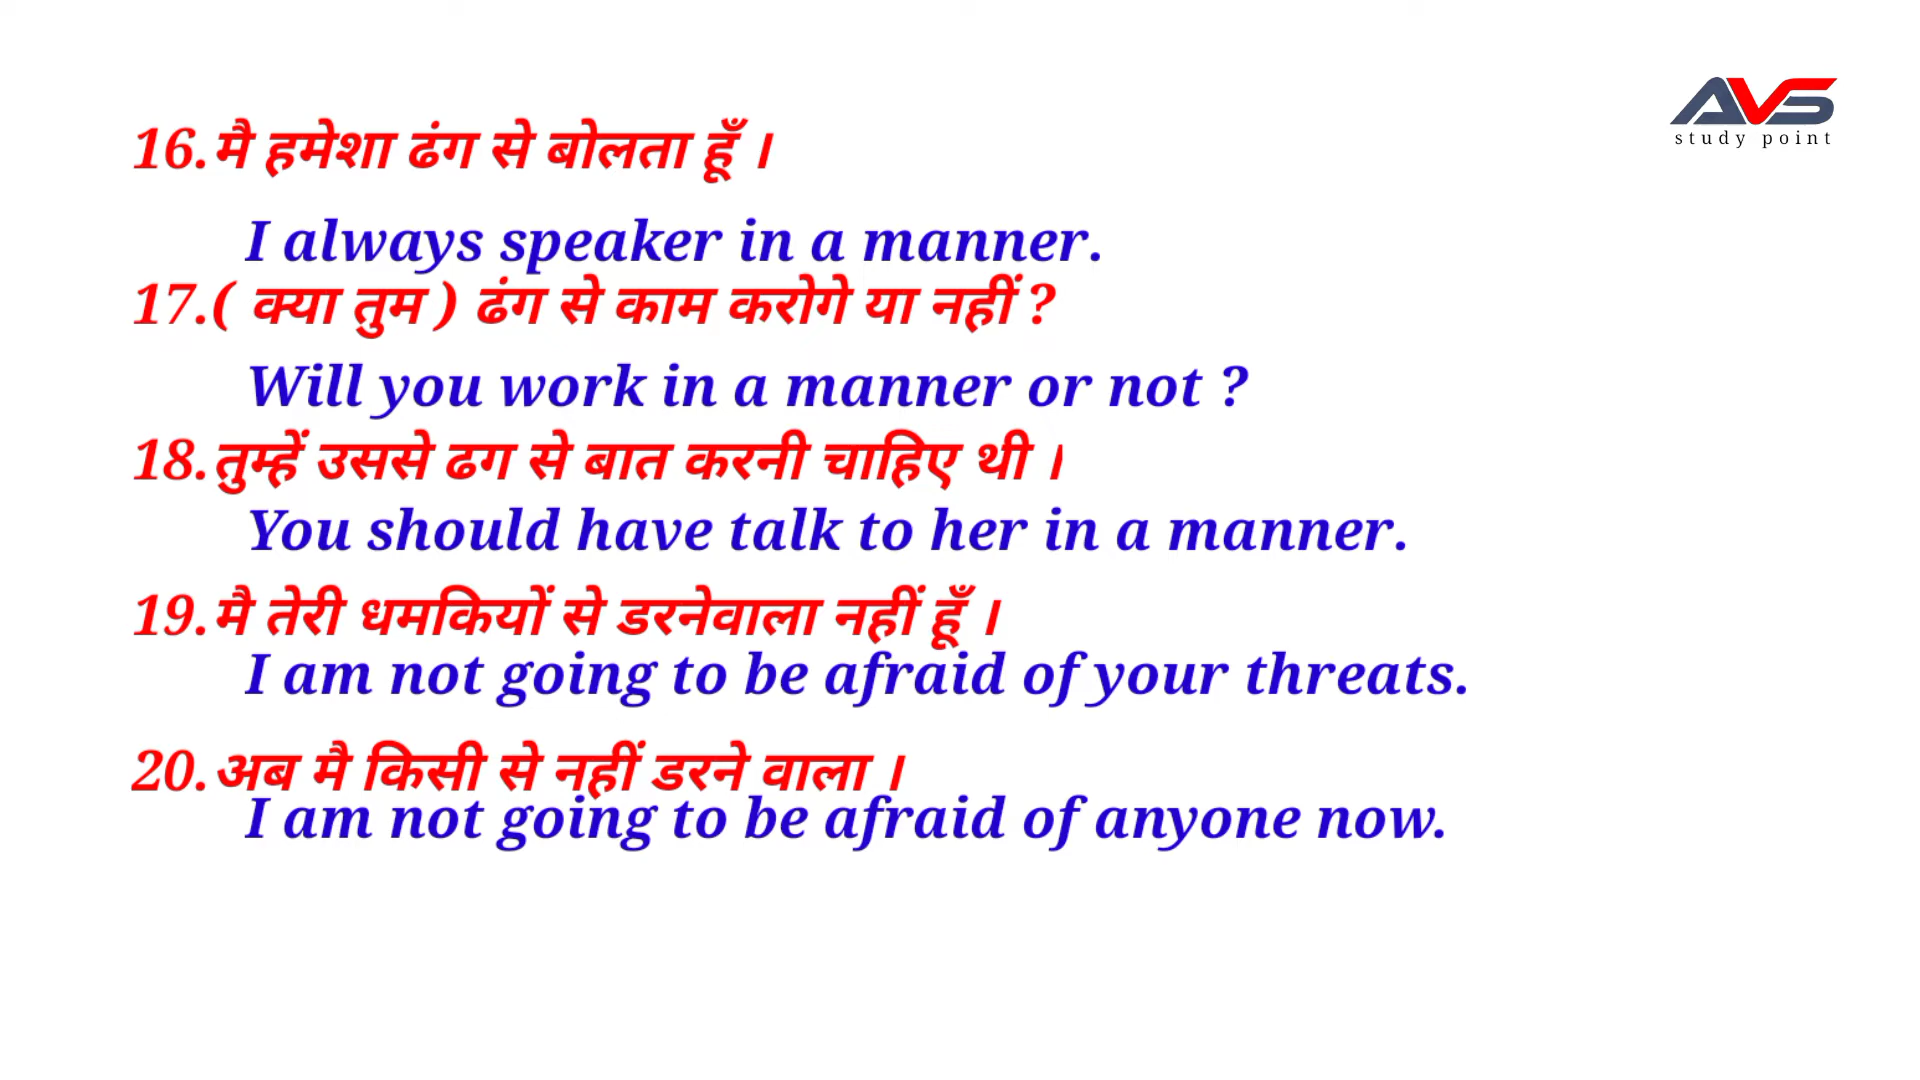 AVS
study point
16. मै हमेशा ढंग से बोलता हूँ ।
I always speaker in a manner.
17. ( क्या तुम ) ढंग से काम करोगे या नहीं ?
Will you work in a manner or not ?
18. तुम्हें उससे ढग से बात करनी चाहिए थी ।
You should have talk to her in a manner.
19. मै तेरी धमकियों से डरनेवाला नहीं हूँ ।
I am not going to be afraid of your threats.
20. अब मै किसी से नहीं डरने वाला ।
I am not going to be afraid of anyone now.